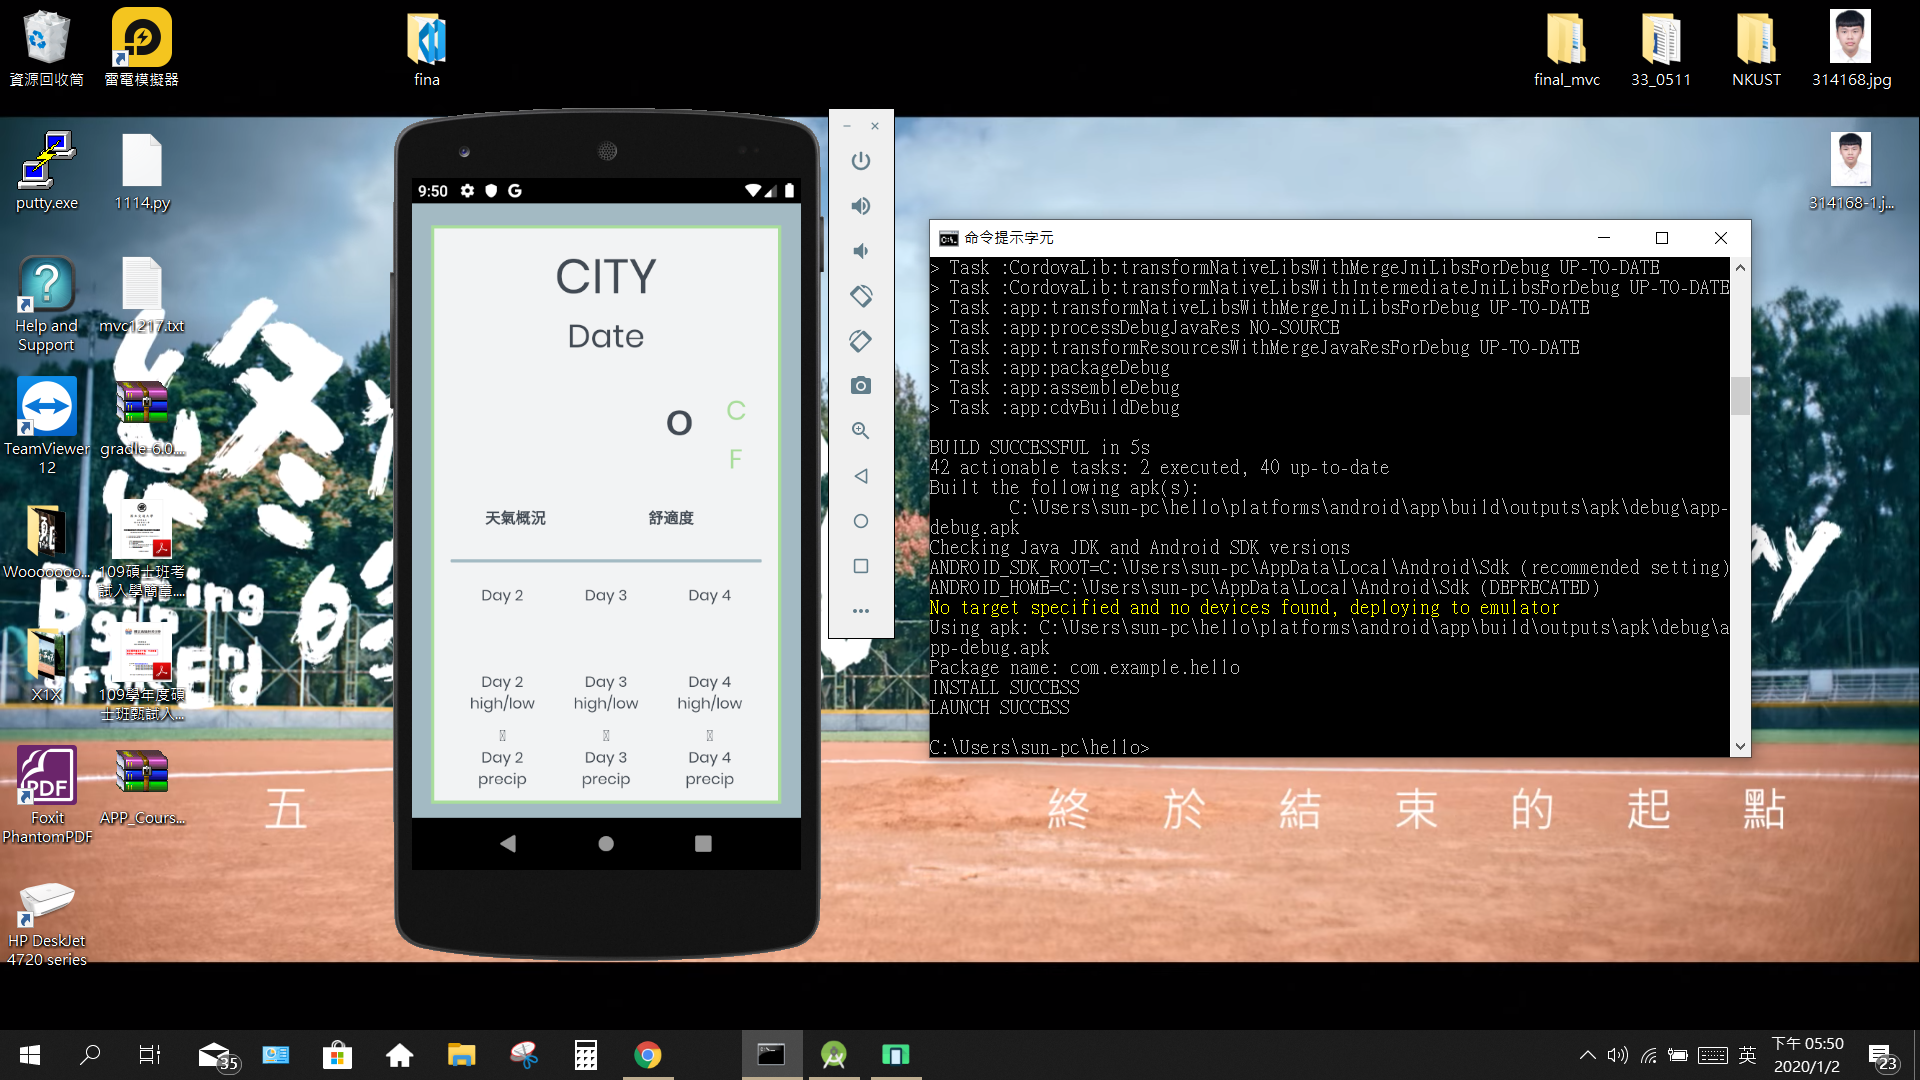 資源回收筒
雷電模擬器
fina
final_mvc
33_0511
NKUST
314168.jpg
putty.exe
1114.py
314168-1.j...
Help and
Support
mvc1217.txt
TeamViewer
12
gradle-6.0....
Wooooooo...
109碩士班考
試入學簡章....
X1X
109學年度碩
士班甄試入...
Foxit
PhantomPDF
APP_Cours...
HP DeskJet
4720 series
9:50
CITY
Date
o
C
F
天氣概況
舒適度
Day 2
Day 3
Day 4
Day 2
high/low
Day 3
high/low
Day 4
high/low
Day 2
precip
Day 3
precip
Day 4
precip
命令提示字元
> Task :CordovaLib:transformNativeLibsWithMergeJniLibsForDebug UP-TO-DATE
> Task :CordovaLib:transformNativeLibsWithIntermediateJniLibsForDebug UP-TO-DATE
> Task :app:transformNativeLibsWithMergeJniLibsForDebug UP-TO-DATE
> Task :app:processDebugJavaRes NO-SOURCE
> Task :app:transformResourcesWithMergeJavaResForDebug UP-TO-DATE
> Task :app:packageDebug
> Task :app:assembleDebug
> Task :app:cdvBuildDebug
BUILD SUCCESSFUL in 5s
42 actionable tasks: 2 executed, 40 up-to-date
Built the following apk(s):
C:\Users\sun-pc\hello\platforms\android\app\build\outputs\apk\debug\app-
debug.apk
Checking Java JDK and Android SDK versions
ANDROID_SDK_ROOT=C:\Users\sun-pc\AppData\Local\Android\Sdk (recommended setting)
ANDROID_HOME=C:\Users\sun-pc\AppData\Local\Android\Sdk (DEPRECATED)
No target specified and no devices found, deploying to emulator
Using apk: C:\Users\sun-pc\hello\platforms\android\app\build\outputs\apk\debug\a
pp-debug.apk
Package name: com.example.hello
INSTALL SUCCESS
LAUNCH SUCCESS
C:\Users\sun-pc\hello>
五
終於結束的起點
35
英
下午 05:50
2020/1/2
23